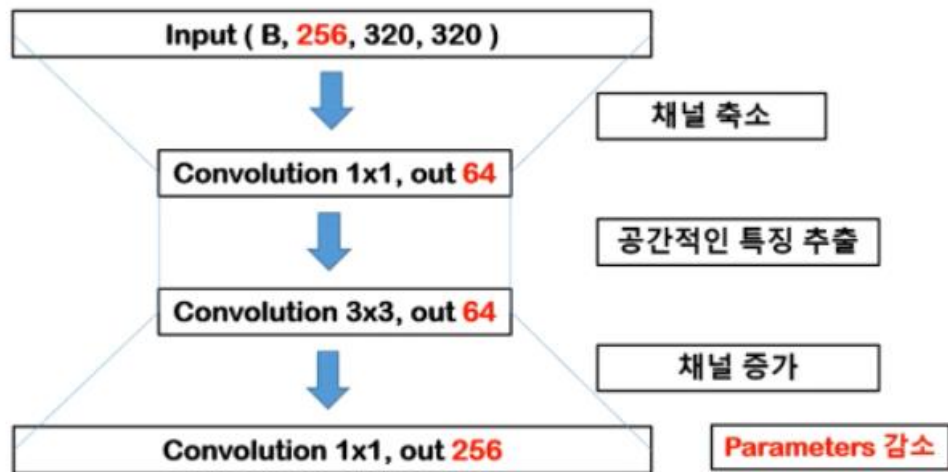 Input ( B, 256, 320, 320 )
채널 축소
Convolution 1x1, out 64
공간적인 특징 추출
Convolution 3x3, out 64
채널 증가
Convolution 1x1, out 256
Parameters 감소